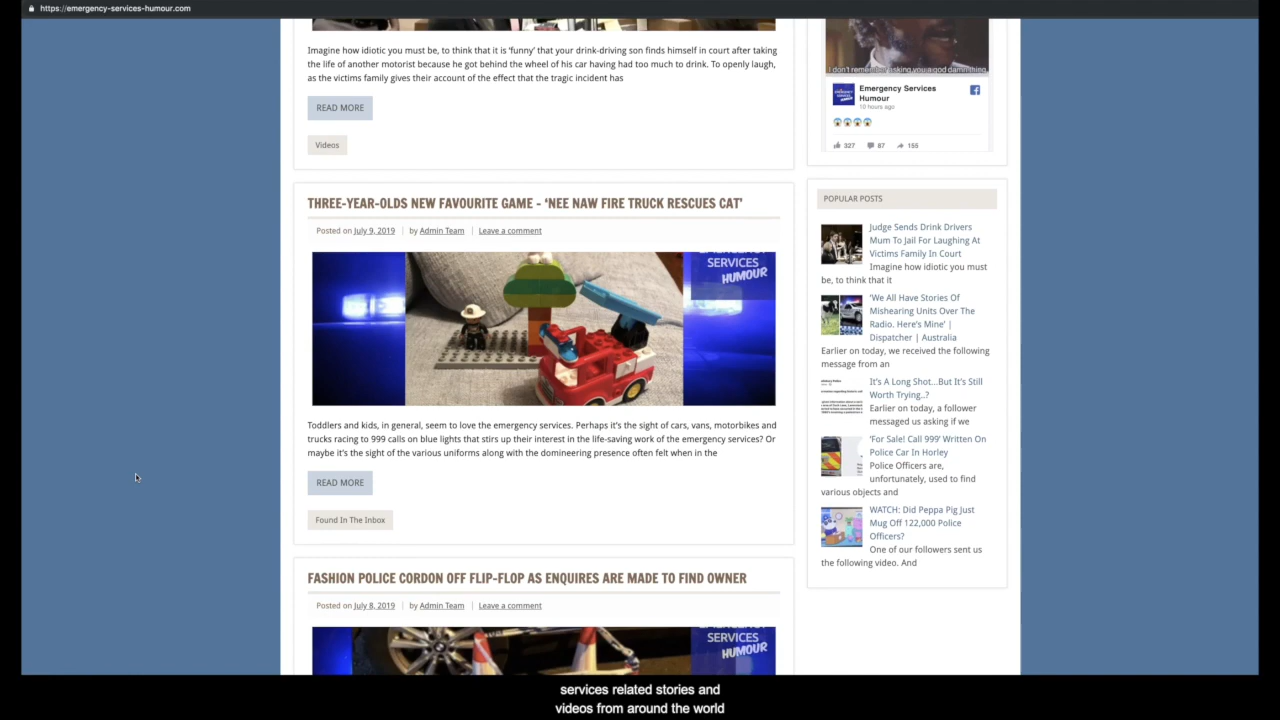 https://emergency-services-humour.com
Imagine how idiotic you must be, to think that it is ‘funny’ that your drink-driving son finds himself in court after taking
the life of another motorist because he got behind the wheel of his car having had too much to drink. To openly laugh,
as the victims family gives their account of the effect that the tragic incident has
READ MORE
Videos
THREE-YEAR-OLDS NEW FAVOURITE GAME – ‘NEE NAW FIRE TRUCK RESCUES CAT’
Posted on July 9, 2019 | by Admin Team | Leave a comment
EMERGENCY
SERVICES
HUMOUR
Toddlers and kids, in general, seem to love the emergency services. Perhaps it’s the sight of cars, vans, motorbikes and
trucks racing to 999 calls on blue lights that stirs up their interest in the life-saving work of the emergency services? Or
maybe it’s the sight of the various uniforms along with the domineering presence often felt when in the
READ MORE
Found In The Inbox
FASHION POLICE CORDON OFF FLIP-FLOP AS ENQUIRES ARE MADE TO FIND OWNER
Posted on July 8, 2019 | by Admin Team | Leave a comment
EMERGENCY
SERVICES
HUMOUR
I don't remember asking you a god damn thing
Emergency Services
Humour
10 hours ago
327 87 155
POPULAR POSTS
Judge Sends Drink Drivers
Mum To Jail For Laughing At
Victims Family In Court
Imagine how idiotic you must
be, to think that it
‘We All Have Stories Of
Mishearing Units Over The
Radio. Here’s Mine’ |
Dispatcher | Australia
Earlier on today, we received the following
message from an
It’s A Long Shot…But It’s Still
Worth Trying..?
Earlier on today, a follower
messaged us asking if we
‘For Sale! Call 999’ Written On
Police Car In Horley
Police Officers are,
unfortunately, used to find
various objects and
WATCH: Did Peppa Pig Just
Mug Off 122,000 Police
Officers?
One of our followers sent us
the following video. And
services related stories and
videos from around the world